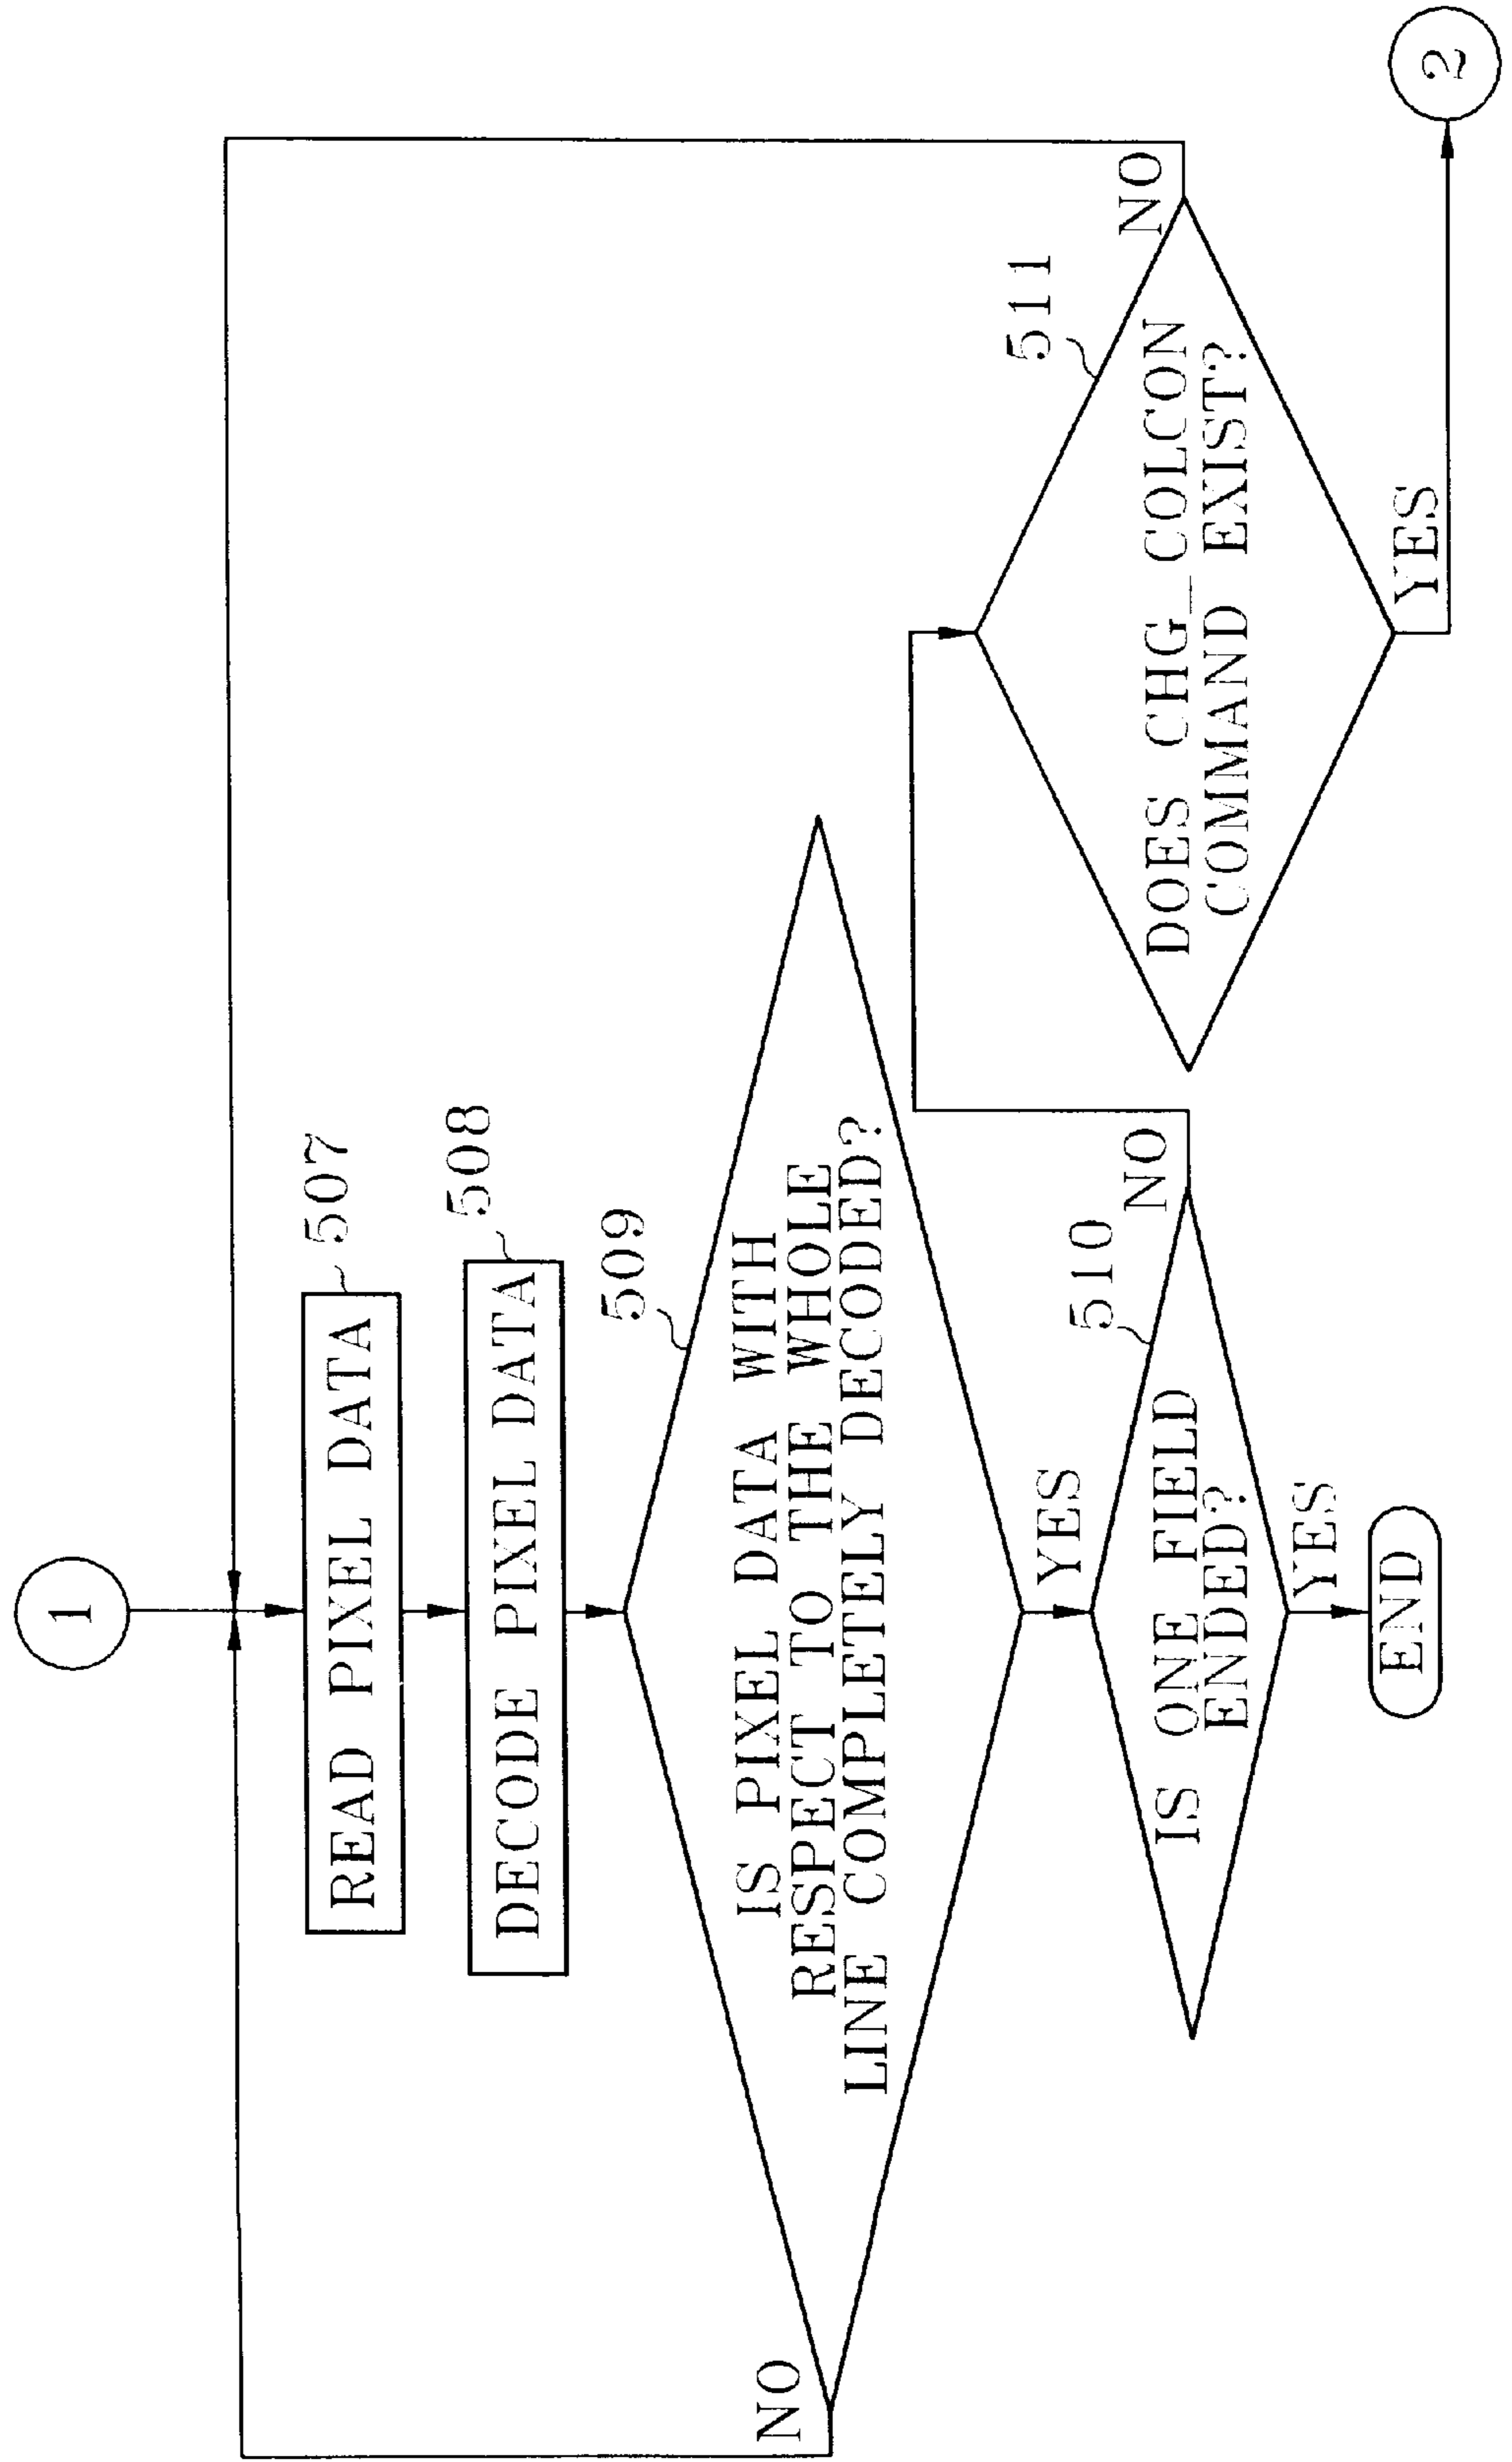 1
READ PIXEL DATA
507
DECODE PIXEL DATA
508
509
IS PIXEL DATA WITH
RESPECT TO THE WHOLE
LINE COMPLETELY DECODED?
NO
YES
510
IS ONE FIELD
ENDED?
NO
YES
END
511
DOES CHG_COLCON
COMMAND EXIST?
NO
YES
2